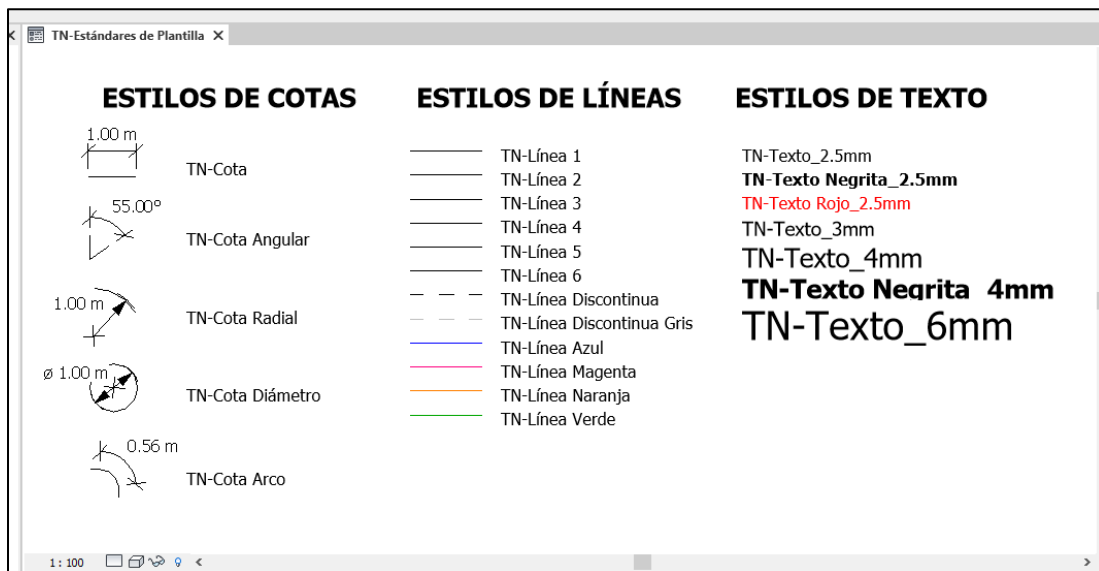 TN-Estándares de Plantilla
ESTILOS DE COTAS
1.00 m
TN-Cota
55.00º
TN-Cota Angular
1.00 m
TN-Cota Radial
ø 1.00 m
TN-Cota Diámetro
0.56 m
TN-Cota Arco
ESTILOS DE LÍNEAS
TN-Línea 1
TN-Línea 2
TN-Línea 3
TN-Línea 4
TN-Línea 5
TN-Línea 6
TN-Línea Discontinua
TN-Línea Discontinua Gris
TN-Línea Azul
TN-Línea Magenta
TN-Línea Naranja
TN-Línea Verde
ESTILOS DE TEXTO
TN-Texto_2.5mm
TN-Texto Negrita_2.5mm
TN-Texto Rojo_2.5mm
TN-Texto_3mm
TN-Texto_4mm
TN-Texto Negrita_4mm
TN-Texto_6mm
1 : 100